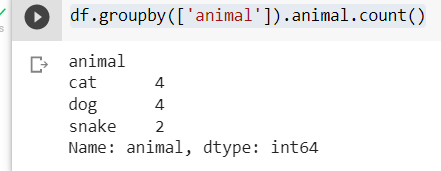 df.groupby(['animal']).animal.count()
animal
cat      4
dog      4
snake    2
Name: animal, dtype: int64